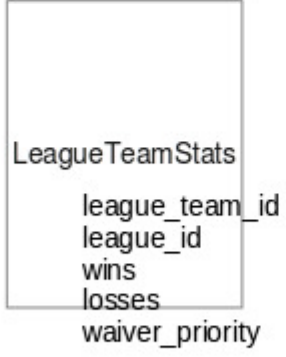 LeagueTeamStats
league_team_id
league_id
wins
losses
waiver_priority